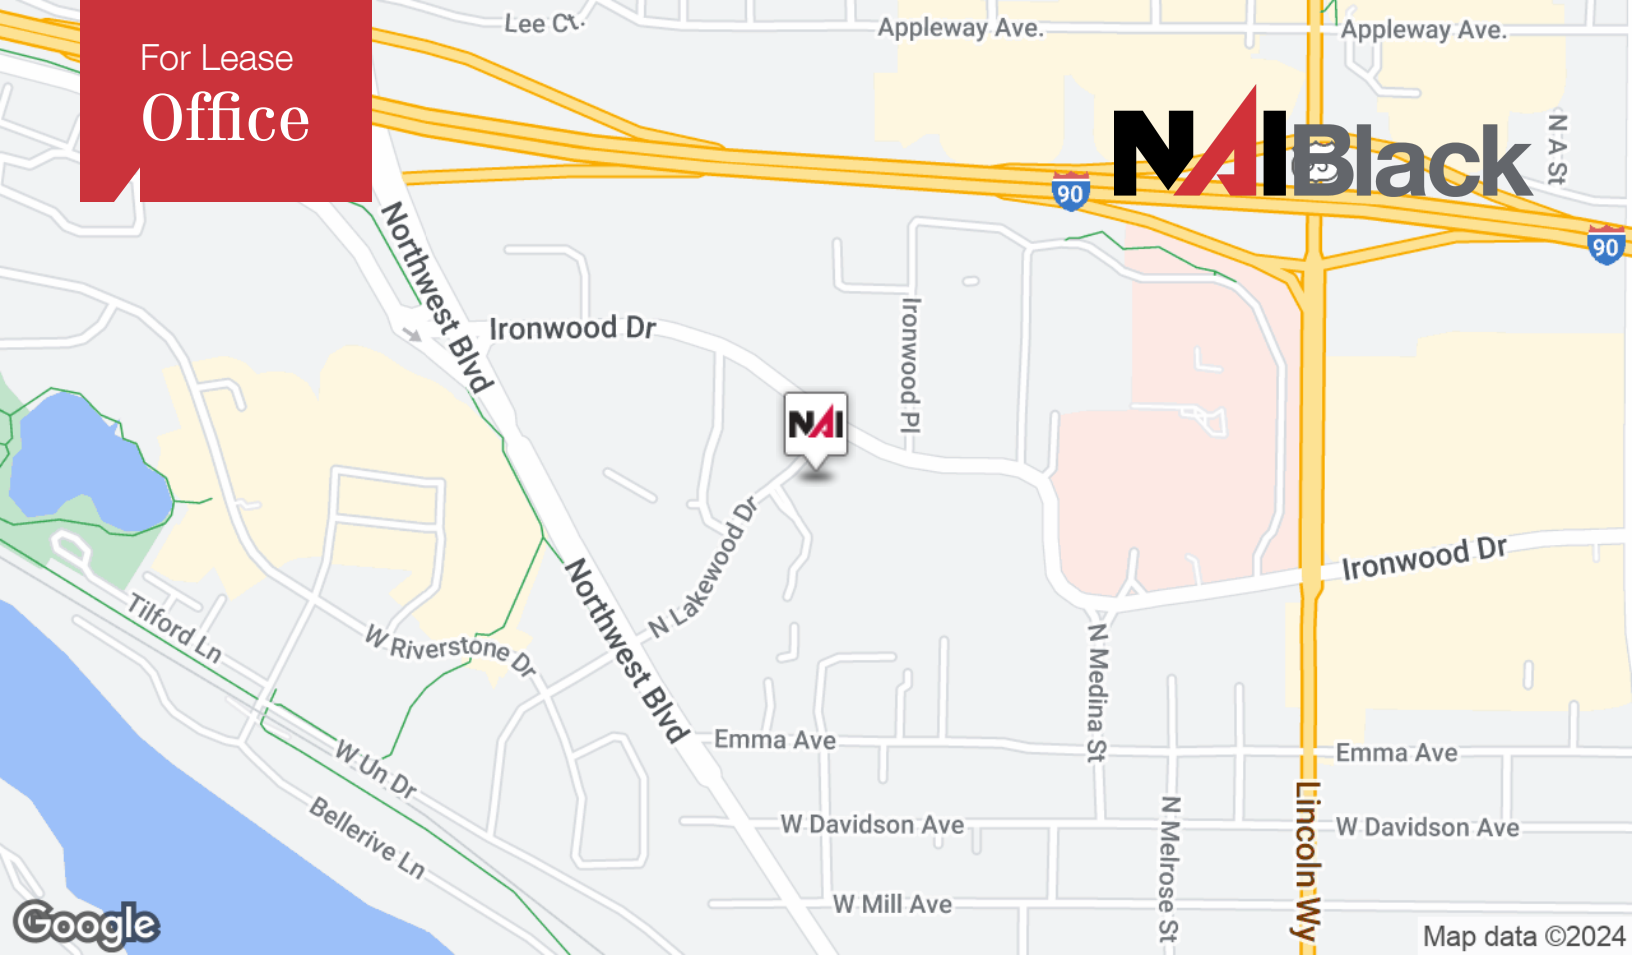 Lee Ct.
Appleway Ave.
Appleway Ave.
For Lease
Office
NAI Black
N A St
90
90
Northwest Blvd
Ironwood Dr
Ironwood Pl
NAI
N Lakewood Dr
Ironwood Dr
Northwest Blvd
Tilford Ln
W Riverstone Dr
N Medina St
Emma Ave
Emma Ave
W Un Dr
Bellerive Ln
W Davidson Ave
W Davidson Ave
N Melrose St
Lincoln Wy
W Mill Ave
Google
Map data ©2024